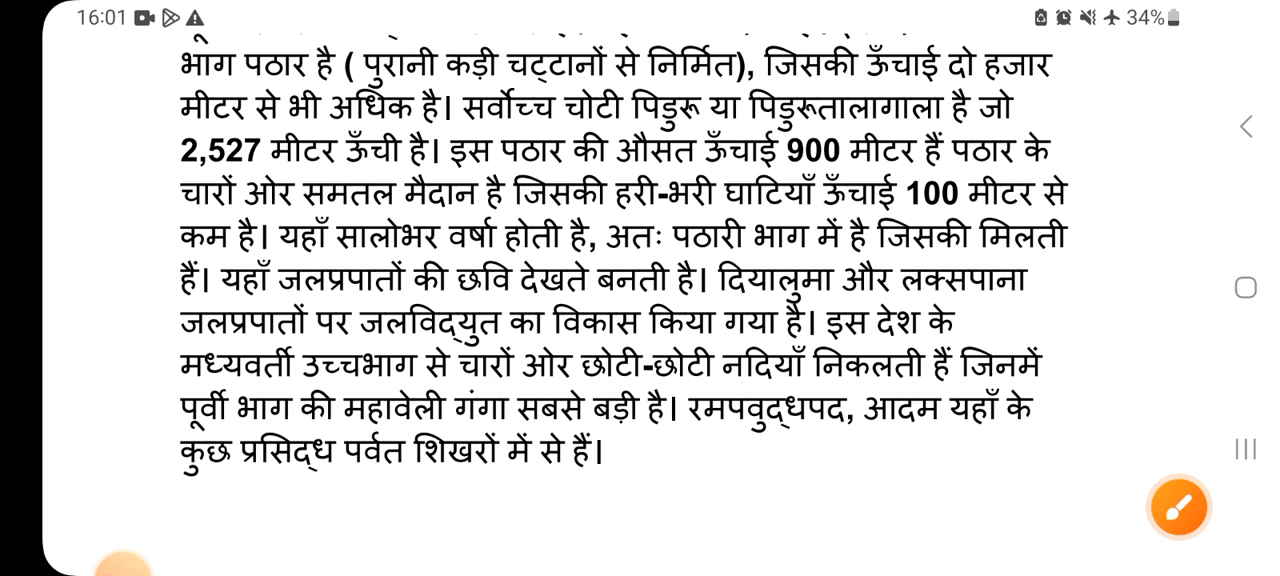 16:01 34%
भाग पठार है ( पुरानी कड़ी चट्टानों से निर्मित), जिसकी ऊँचाई दो हजार
मीटर से भी अधिक है। सर्वोच्च चोटी पिडुरू या पिडुरूतालागाला है जो
2,527 मीटर ऊँची है। इस पठार की औसत ऊँचाई 900 मीटर हैं पठार के
चारों ओर समतल मैदान है जिसकी हरी-भरी घाटियाँ ऊँचाई 100 मीटर से
कम है। यहाँ सालोभर वर्षा होती है, अतः पठारी भाग में है जिसकी मिलती
हैं। यहाँ जलप्रपातों की छवि देखते बनती है। दियालुमा और लक्सपाना
जलप्रपातों पर जलविद्युत का विकास किया गया है। इस देश के
मध्यवर्ती उच्चभाग से चारों ओर छोटी-छोटी नदियाँ निकलती हैं जिनमें
पूर्वी भाग की महावेली गंगा सबसे बड़ी है। रमपवुद्धपद, आदम यहाँ के
कुछ प्रसिद्ध पर्वत शिखरों में से हैं।